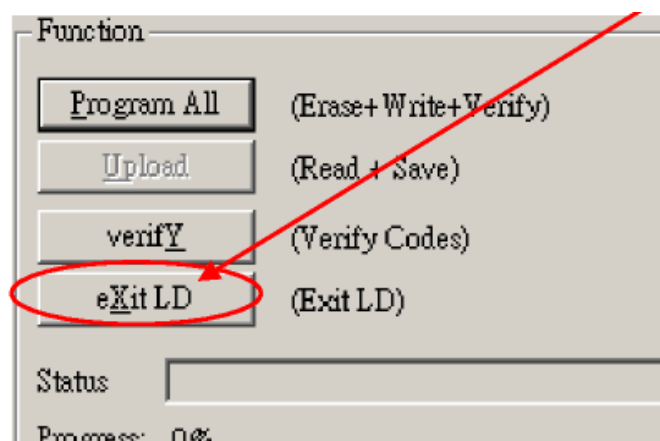 Function
Program All (Erase+Write+Verify)
Upload (Read + Save)
verifY (Verify Codes)
eXit LD (Exit LD)
Status
Progress: 0%